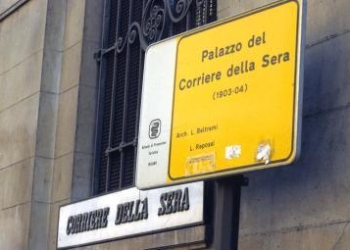 Palazzo del
Corriere della Sera
(1903-04)
Arch. L. Beltrami
L. Repossi
CORRIERE DELLA SERA